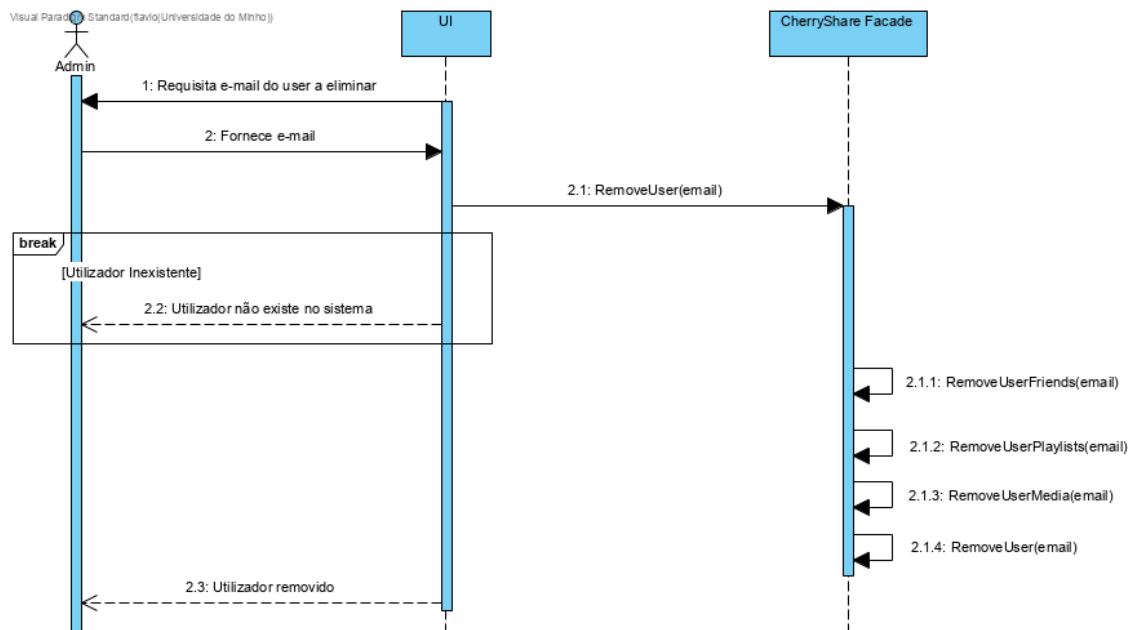 Visual Paradigm Standard(flavio(Universidade do Minho))
UI
CherryShare Facade
Admin
1: Requisita e-mail do user a eliminar
2: Fornece e-mail
2.1: RemoveUser(email)
break
[Utilizador Inexistente]
2.2: Utilizador não existe no sistema
2.1.1: RemoveUserFriends(email)
2.1.2: RemoveUserPlaylists(email)
2.1.3: RemoveUserMedia(email)
2.1.4: RemoveUser(email)
2.3: Utilizador removido